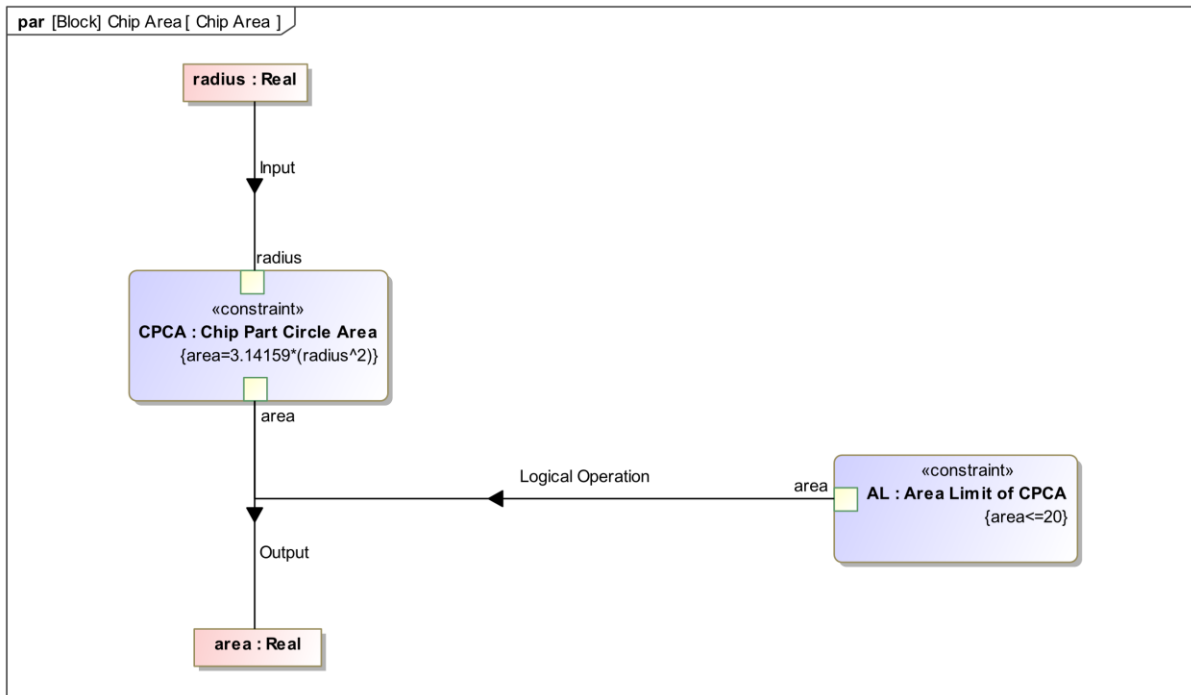 par [Block] Chip Area [ Chip Area ]
radius : Real
Input
radius
«constraint»
CPCA : Chip Part Circle Area
{area=3.14159*(radius^2)}
area
Logical Operation
area
«constraint»
AL : Area Limit of CPCA
{area<=20}
Output
area : Real